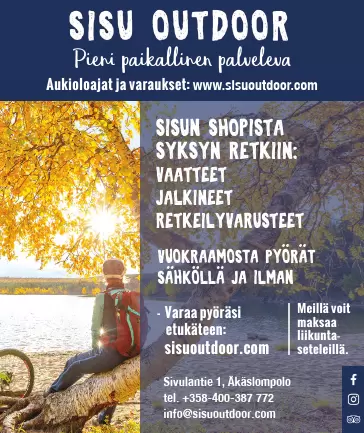 SISU OUTDOOR
Pieni paikallinen palveleva
Aukioloajat ja varaukset: www.sisuoutdoor.com
SISUN SHOPISTA
SYKSYN RETKIIN:
VAATTEET
JALKINEET
RETKEILYVARUSTEET
VUOKRAAMOSTA PYÖRÄT
SÄHKÖLLÄ JA ILMAN
- Varaa pyöräsi
etukäteen:
sisuoutdoor.com
Meillä voit
maksaa
liikunta-
seteleillä.
Sivulantie 1, Äkäslompolo
tel. +358-400-387 772
info@sisuoutdoor.com